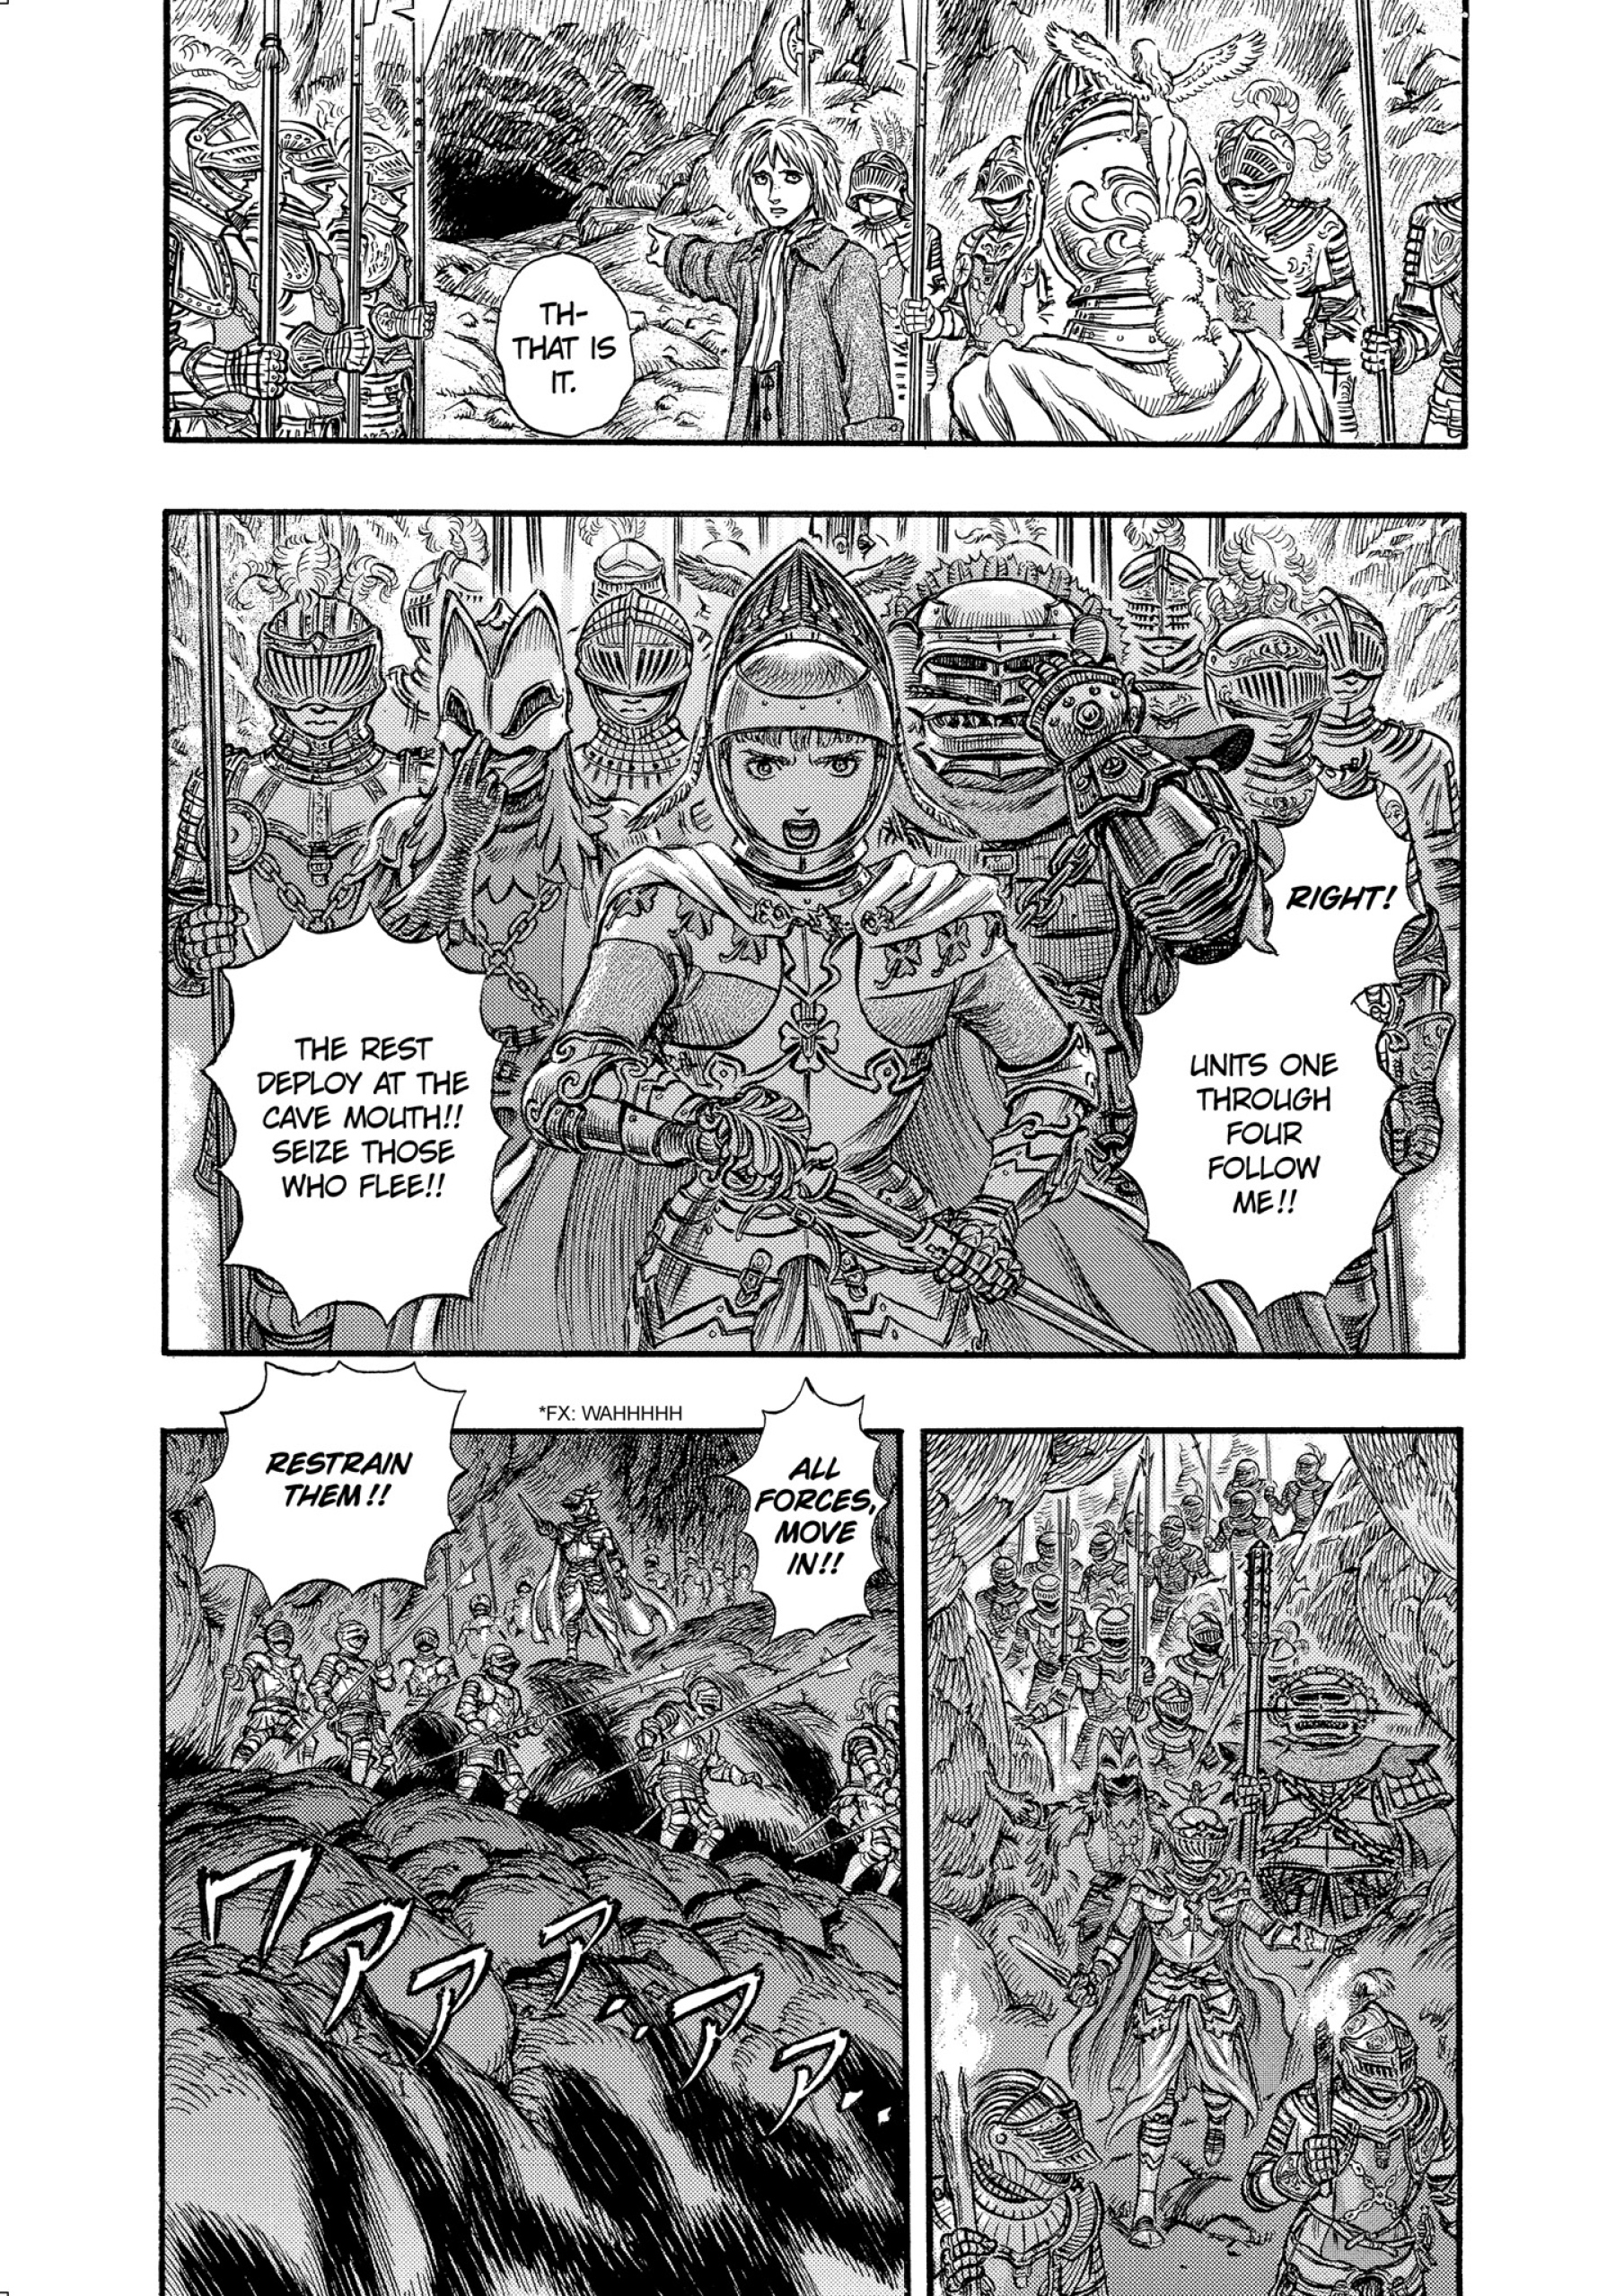 TH-
THAT IS
IT.
RIGHT!
UNITS ONE
THROUGH
FOUR
FOLLOW
ME!!
THE REST
DEPLOY AT THE
CAVE MOUTH!!
SEIZE THOSE
WHO FLEE!!
ALL
FORCES,
MOVE
IN!!
*FX: WAHHHHH
RESTRAIN
THEM!!
ワアアア…アア…